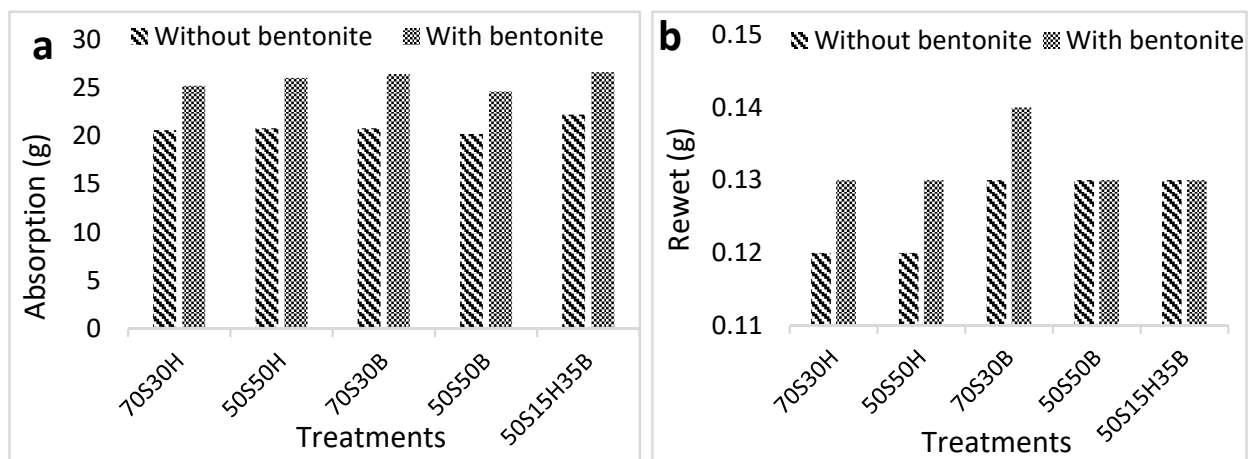 a
Without bentonite With bentonite
30
25
20
15
10
5
0
Absorption (g)
70S30H
50S50H
70S30B
50S50B
50S15H35B
Treatments
b
Without bentonite With bentonite
0.15
0.14
0.13
0.12
0.11
Rewet (g)
70S30H
50S50H
70S30B
50S50B
50S15H35B
Treatments